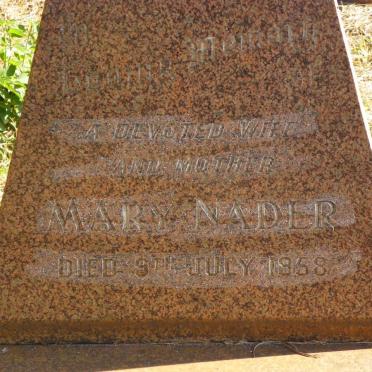 In
Loving Memory
of
A DEVOTED WIFE
AND MOTHER
MARY NADER
DIED 9TH JULY 1958